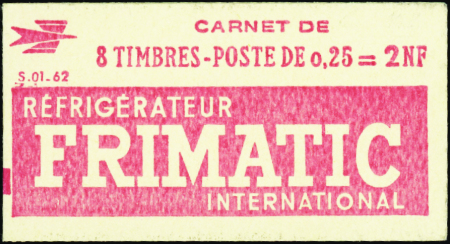 CARNET DE
8 TIMBRES-POSTE DE 0,25 = 2NF
S.01-62
RÉFRIGÉRATEUR
FRIMATIC
INTERNATIONAL